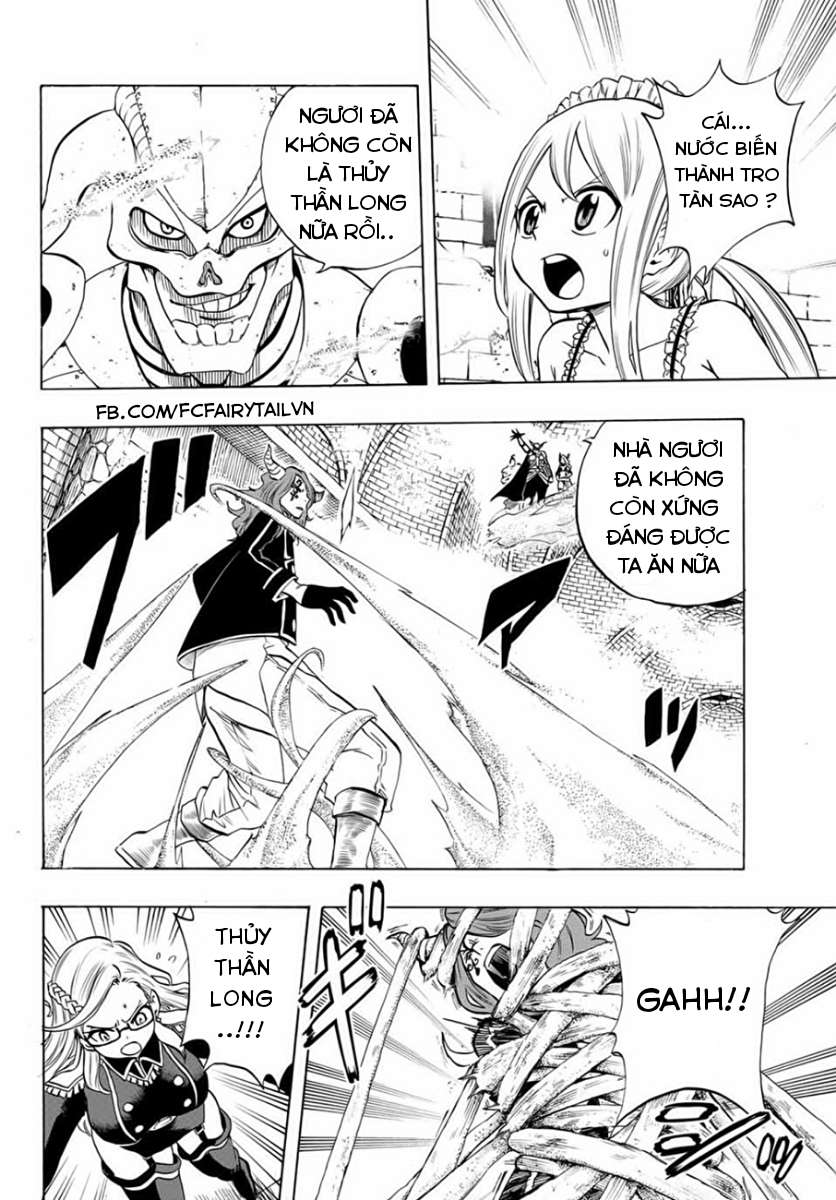 CÁI...
NƯỚC BIẾN
THÀNH TRO
TÀN SAO ?
NGƯƠI ĐÃ
KHÔNG CÒN
LÀ THỦY
THẦN LONG
NỮA RỒI..
FB.COM/FCFAIRYTAILVN
NHÀ NGƯƠI
ĐÃ KHÔNG
CÒN XỨNG
ĐÁNG ĐƯỢC
TA ĂN NỮA
GAHH!!
THỦY
THẦN
LONG
..!!!